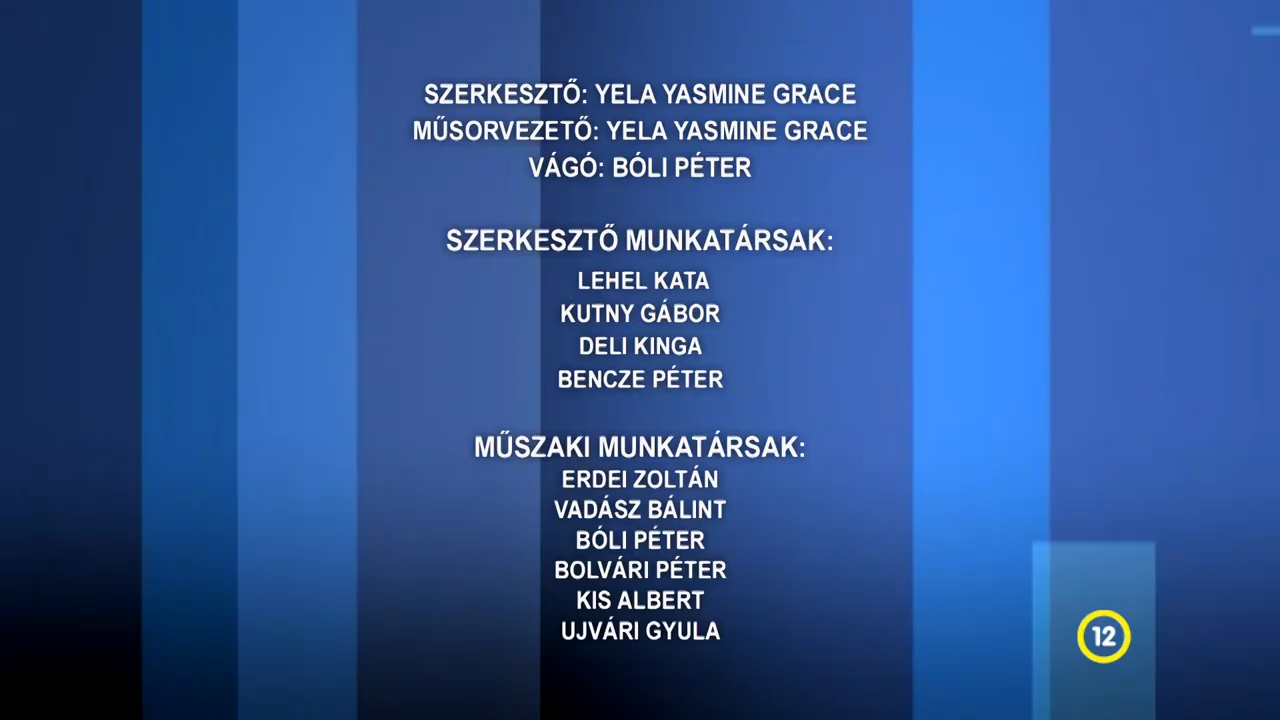 SZERKESZTŐ: YELA YASMINE GRACE
MŰSORVEZETŐ: YELA YASMINE GRACE
VÁGÓ: BÓLI PÉTER
SZERKESZTŐ MUNKATÁRSAK:
LEHEL KATA
KUTNY GÁBOR
DELI KINGA
BENCZE PÉTER
MŰSZAKI MUNKATÁRSAK:
ERDEI ZOLTÁN
VADÁSZ BÁLINT
BÓLI PÉTER
BOLVÁRI PÉTER
KIS ALBERT
UJVÁRI GYULA
12